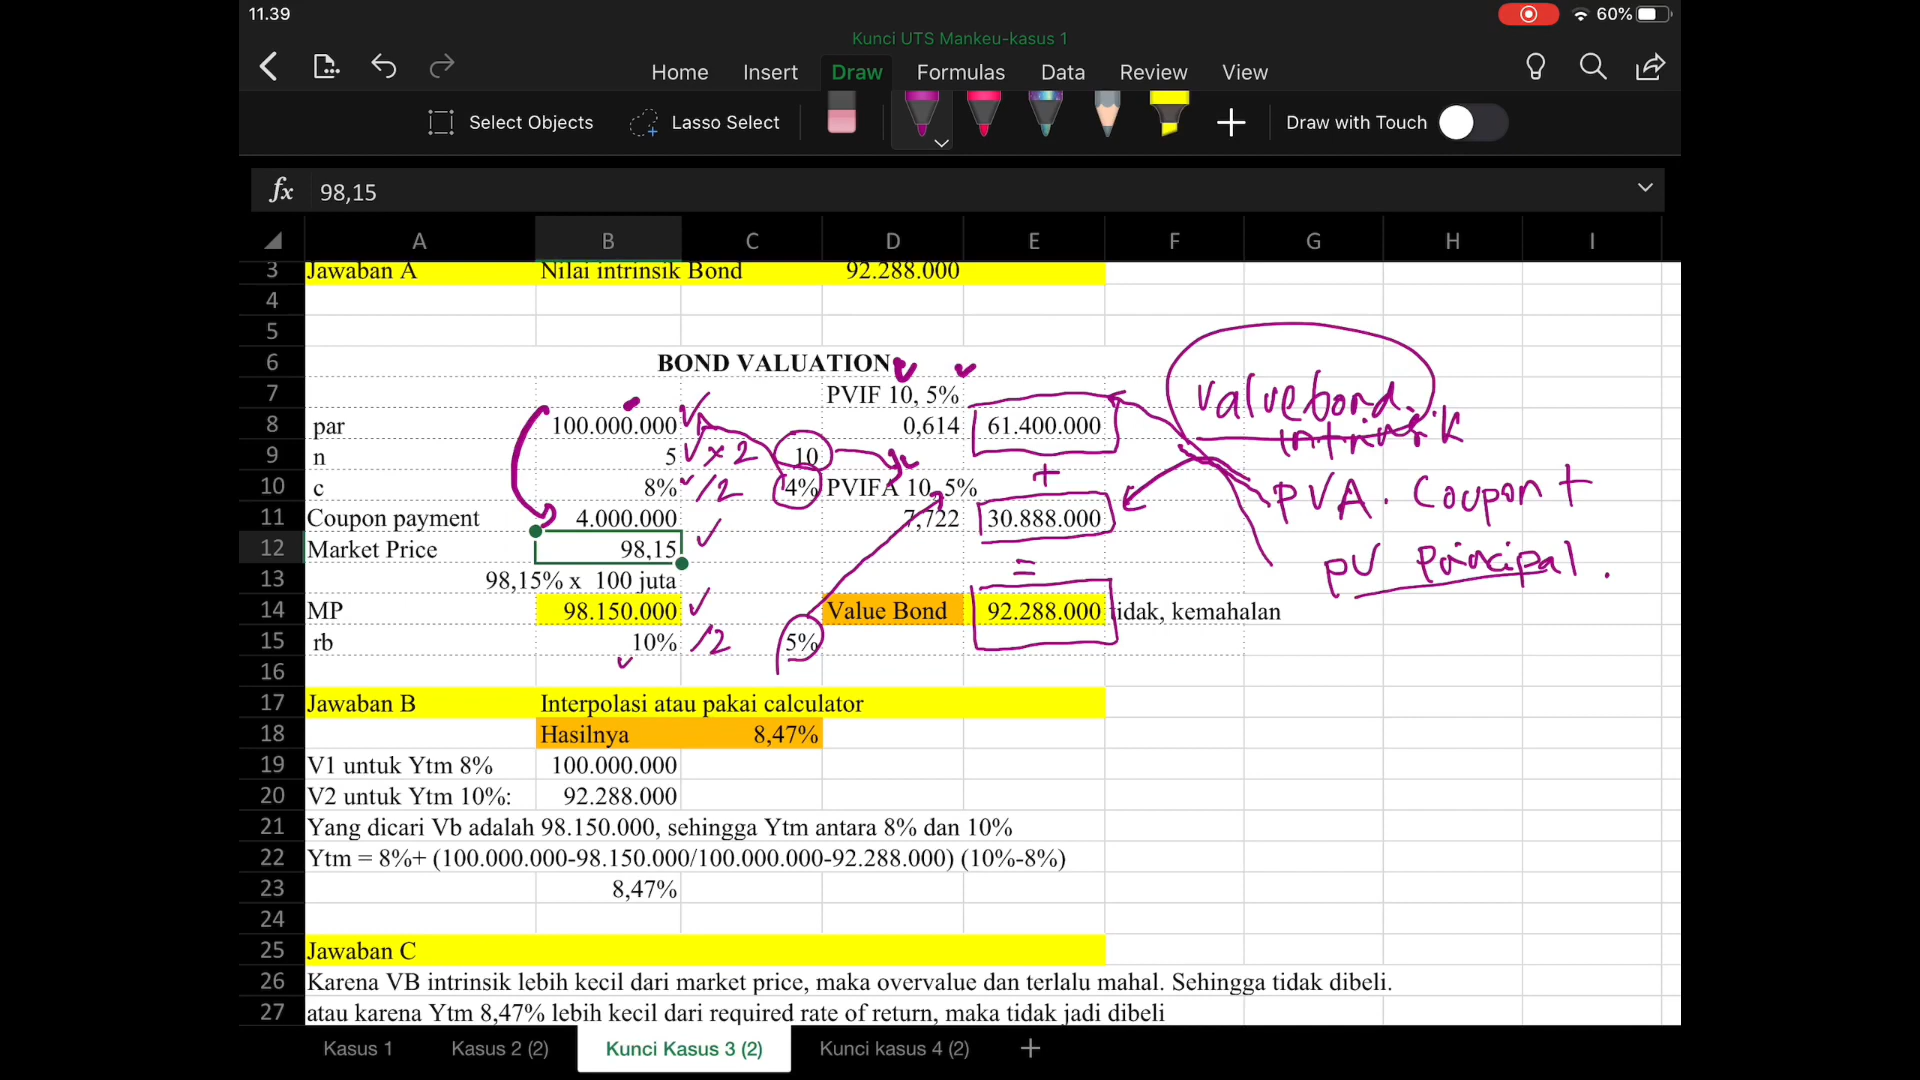 11.39
60%
Kunci UTS Mankeu-kasus 1
Home Insert Draw Formulas Data Review View
Select Objects Lasso Select Draw with Touch
fx 98,15
A B C D E F G H I
3 Jawaban A Nilai intrinsik Bond 92.288.000
4
5
6 BOND VALUATION
7 PVIF 10, 5%
8 par 100.000.000 0,614 61.400.000
9 n 5 x 2 10
10 c 8% /2 4% PVIFA 10, 5%
11 Coupon payment 4.000.000 7,722 30.888.000
12 Market Price 98,15
13 98,15% x 100 juta
14 MP 98.150.000 Value Bond 92.288.000 tidak, kemahalan
15 rb 10% /2 5%
16
+
=
value bond.
intrinsik
PVA. Coupon +
PV Principal.
17 Jawaban B Interpolasi atau pakai calculator
18 Hasilnya 8,47%
19 V1 untuk Ytm 8% 100.000.000
20 V2 untuk Ytm 10%: 92.288.000
21 Yang dicari Vb adalah 98.150.000, sehingga Ytm antara 8% dan 10%
22 Ytm = 8%+ (100.000.000-98.150.000/100.000.000-92.288.000) (10%-8%)
23 8,47%
24
25 Jawaban C
26 Karena VB intrinsik lebih kecil dari market price, maka overvalue dan terlalu mahal. Sehingga tidak dibeli.
27 atau karena Ytm 8,47% lebih kecil dari required rate of return, maka tidak jadi dibeli
Kasus 1 Kasus 2 (2) Kunci Kasus 3 (2) Kunci kasus 4 (2) +